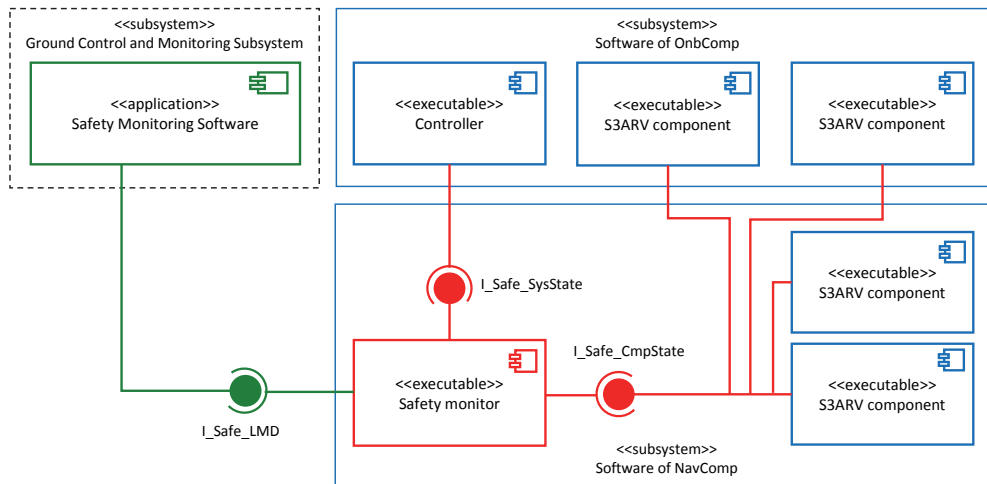 <<subsystem>>
Ground Control and Monitoring Subsystem
<<application>>
Safety Monitoring Software
<<subsystem>>
Software of OnbComp
<<executable>>
Controller
<<executable>>
S3ARV component
<<executable>>
S3ARV component
I_Safe_SysState
<<executable>>
S3ARV component
I_Safe_CmpState
<<executable>>
Safety monitor
<<executable>>
S3ARV component
I_Safe_LMD
<<subsystem>>
Software of NavComp